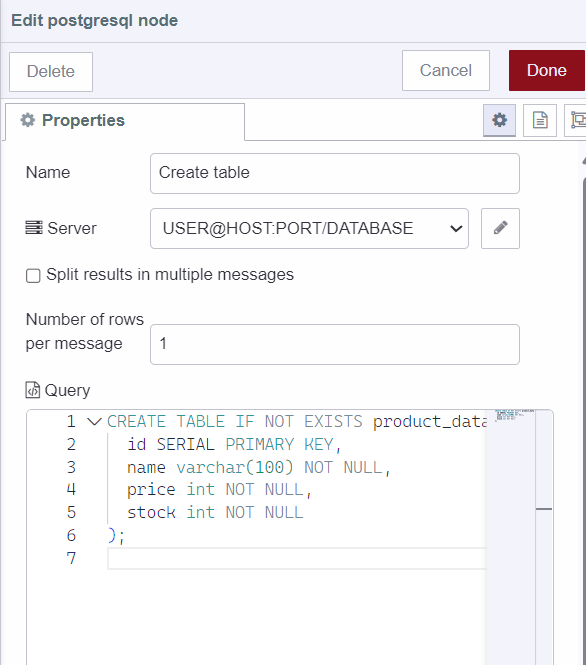 Edit postgresql node
Delete
Cancel
Done
Properties
Name
Create table
Server
USER@HOST:PORT/DATABASE
Split results in multiple messages
Number of rows
per message
1
Query
1 CREATE TABLE IF NOT EXISTS product_data
2 id SERIAL PRIMARY KEY,
3 name varchar(100) NOT NULL,
4 price int NOT NULL,
5 stock int NOT NULL
6 );
7